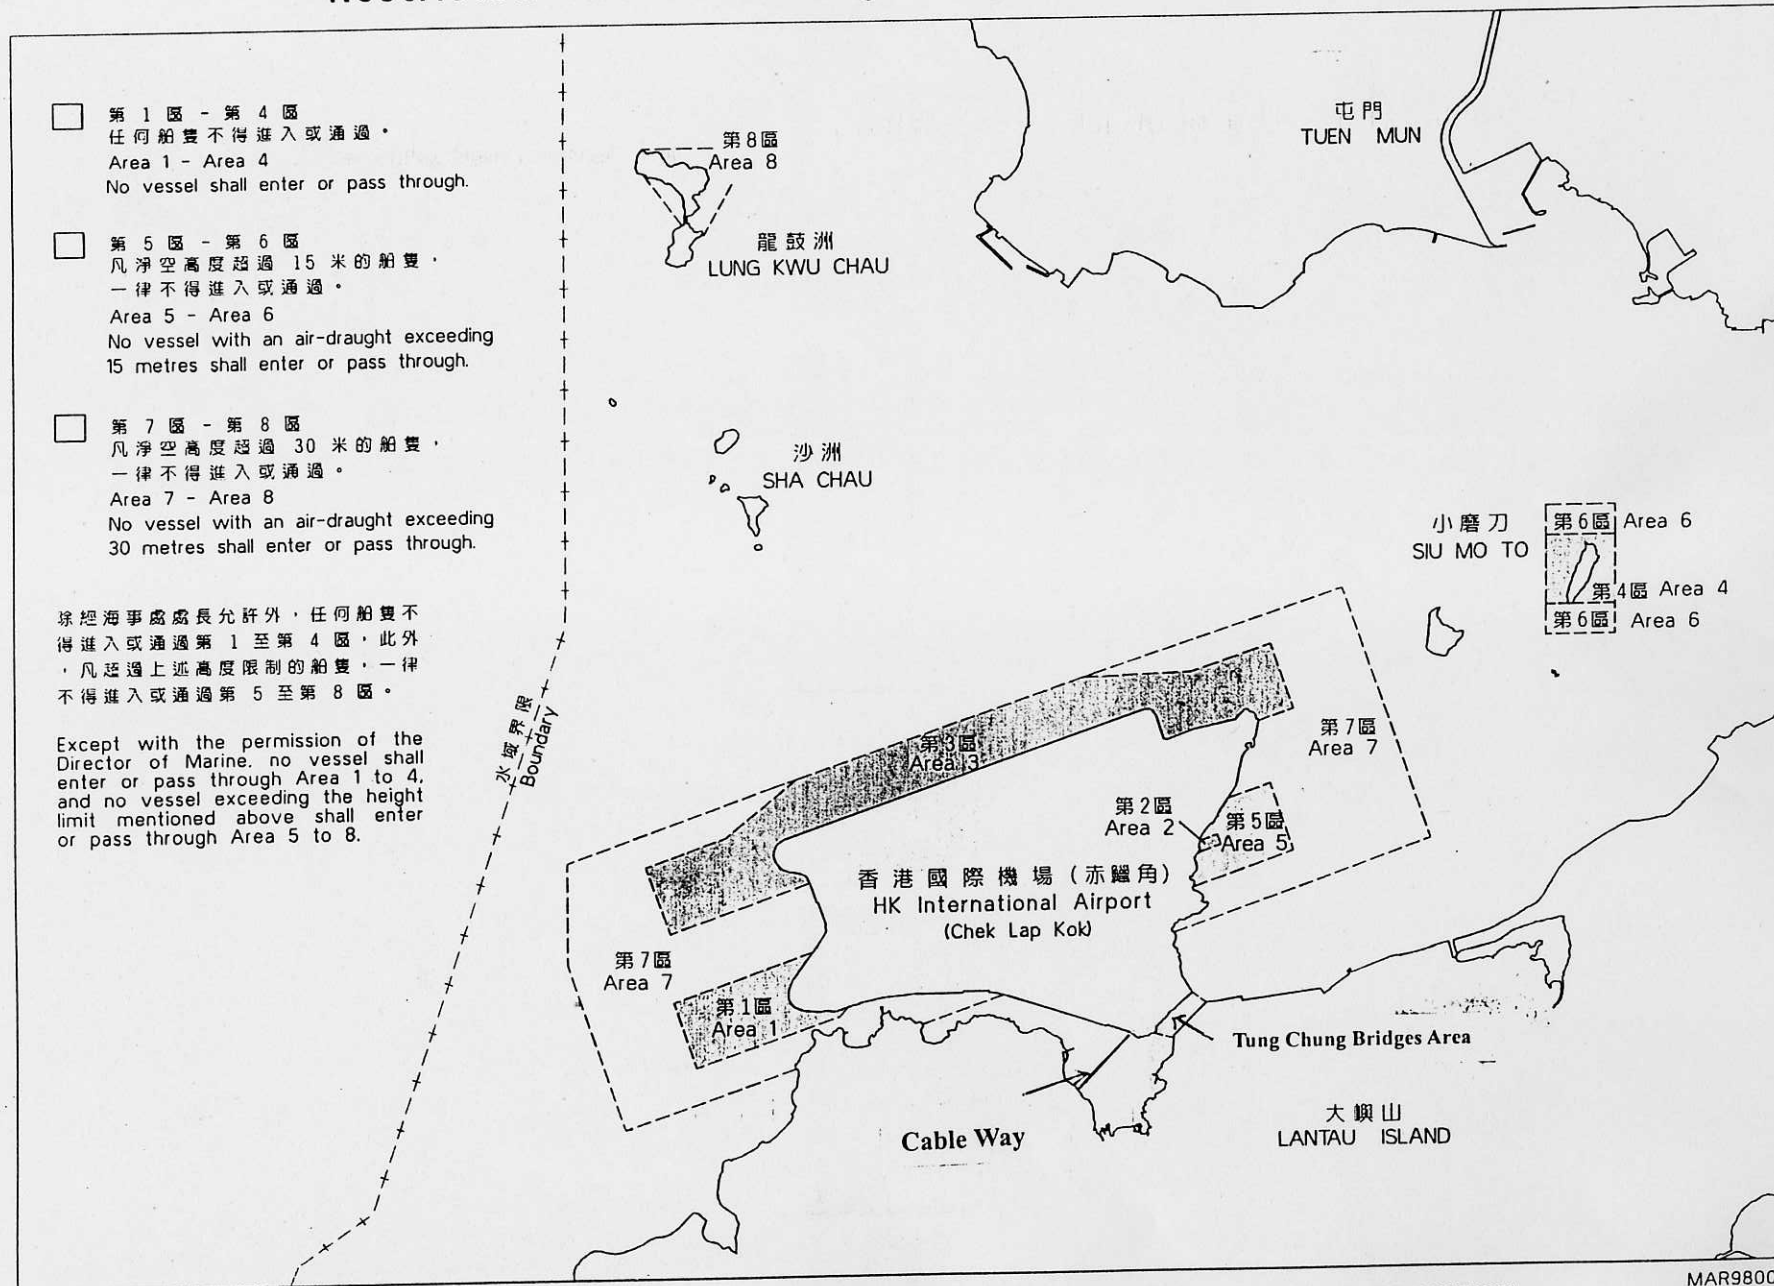 第 1 區 - 第 4 區
任何船隻不得進入或通過。
Area 1 - Area 4
No vessel shall enter or pass through.
第 5 區 - 第 6 區
凡淨空高度超過 15 米的船隻，
一律不得進入或通過。
Area 5 - Area 6
No vessel with an air-draught exceeding
15 metres shall enter or pass through.
第 7 區 - 第 8 區
凡淨空高度超過 30 米的船隻，
一律不得進入或通過。
Area 7 - Area 8
No vessel with an air-draught exceeding
30 metres shall enter or pass through.
除經海事處處長允許外，任何船隻不
得進入或通過第 1 至第 4 區，此外
，凡超過上述高度限制的船隻，一律
不得進入或通過第 5 至第 8 區。
Except with the permission of the
Director of Marine. no vessel shall
enter or pass through Area 1 to 4,
and no vessel exceeding the height
limit mentioned above shall enter
or pass through Area 5 to 8.
水域界限
Boundary
第8區
Area 8
龍鼓洲
LUNG KWU CHAU
屯門
TUEN MUN
沙洲
SHA CHAU
小磨刀
SIU MO TO
第6區 Area 6
第4區 Area 4
第6區 Area 6
第3區
Area 3
第7區
Area 7
第2區
Area 2
第5區
Area 5
香港國際機場 (赤鱲角)
HK International Airport
(Chek Lap Kok)
第7區
Area 7
第1區
Area 1
Tung Chung Bridges Area
Cable Way
大嶼山
LANTAU ISLAND
MAR9800